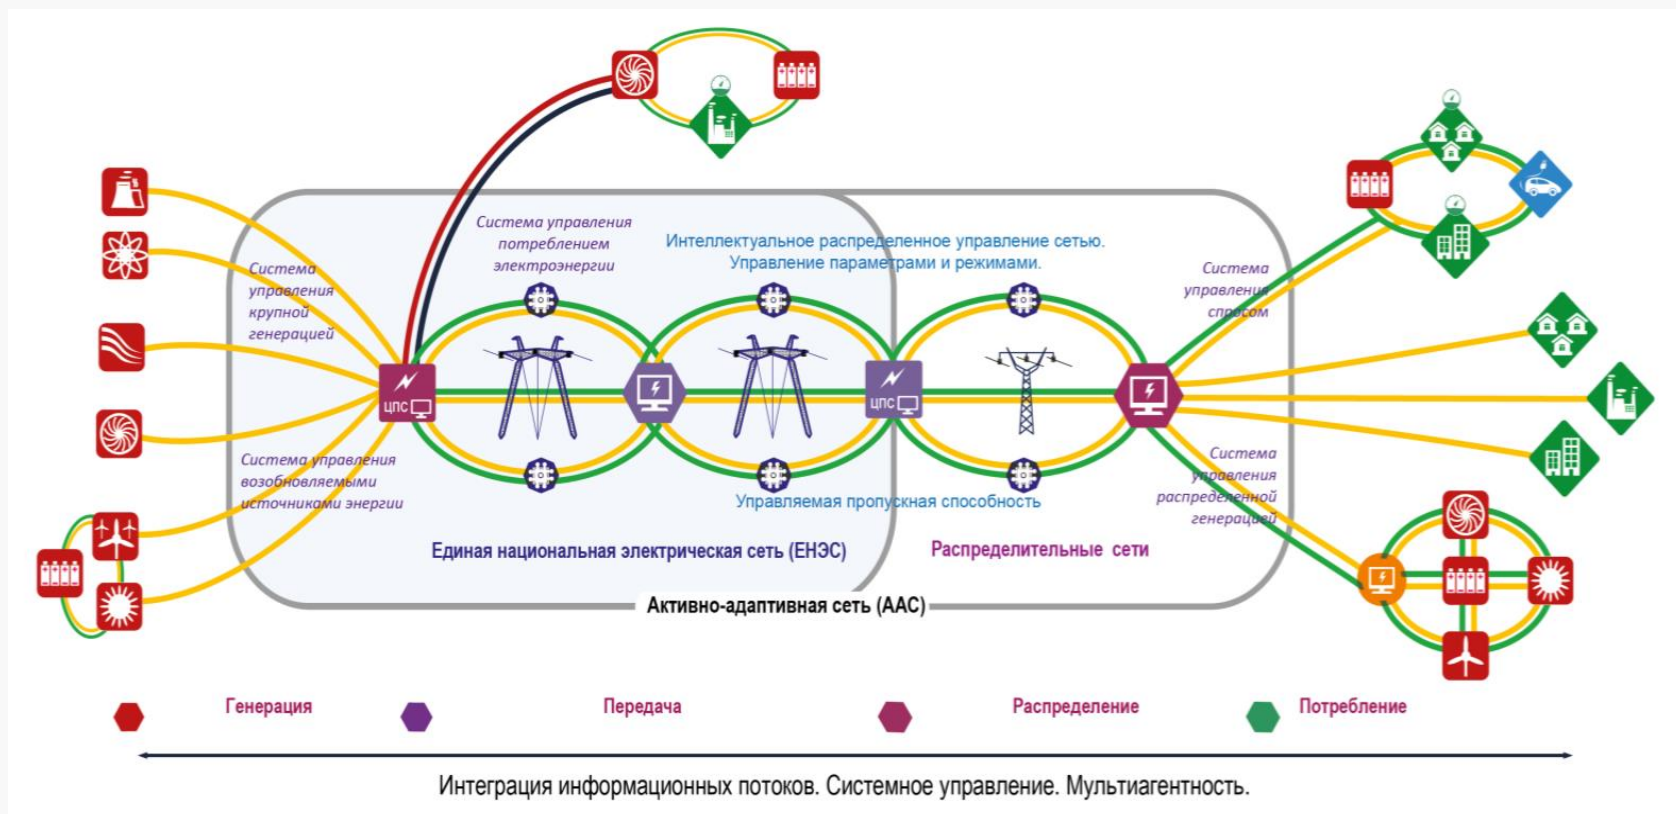 Система управления
потреблением
электроэнергии
Интеллектуальное распределенное управление сетью.
Управление параметрами и режимами.
Система
управления
крупной
генерацией
Система
управления
спросом
ЦПС
ЦПС
Система управления
возобновляемыми
источниками энергии
Система
управления
распределенной
генерацией
Управляемая пропускная способность
Единая национальная электрическая сеть (ЕНЭС)
Распределительные сети
Активно-адаптивная сеть (ААС)
Генерация
Передача
Распределение
Потребление
Интеграция информационных потоков. Системное управление. Мультиагентность.